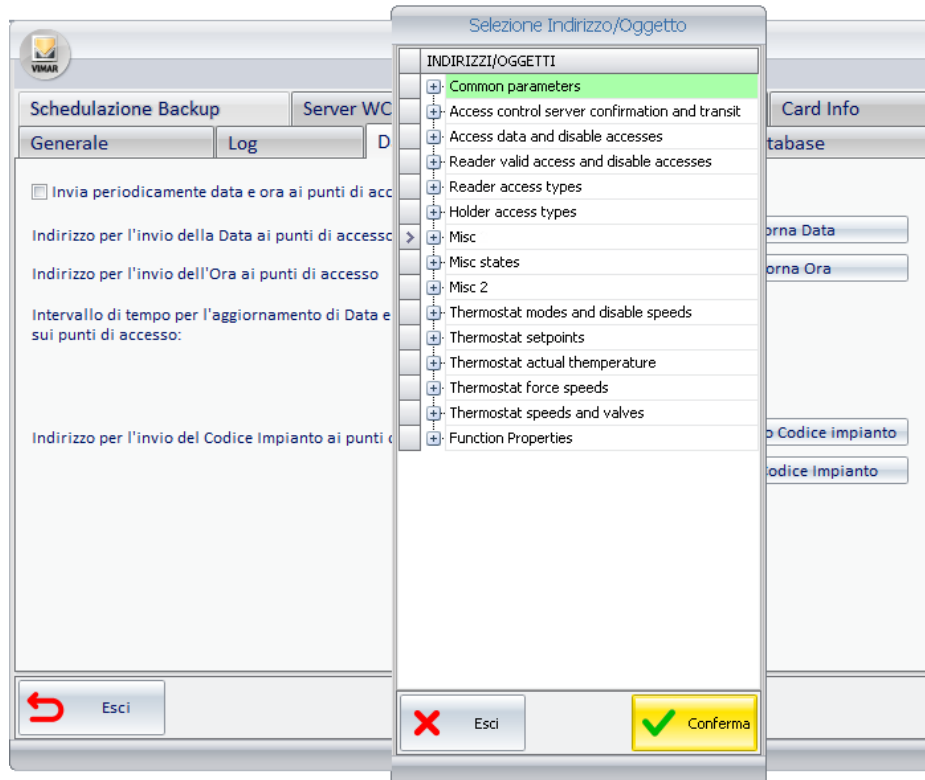 Selezione Indirizzo/Oggetto
VIMAR
INDIRIZZI/OGGETTI
Common parameters
Access control server confirmation and transit
Access data and disable accesses
Reader valid access and disable accesses
Reader access types
Holder access types
Misc
Misc states
Misc 2
Thermostat modes and disable speeds
Thermostat setpoints
Thermostat actual themperature
Thermostat force speeds
Thermostat speeds and valves
Function Properties
Esci
Conferma
Schedulazione Backup
Server WC
Card Info
Generale
Log
D
tabase
Invia periodicamente data e ora ai punti di acc
Indirizzo per l'invio della Data ai punti di accesso
orna Data
Indirizzo per l'invio dell'Ora ai punti di accesso
orna Ora
Intervallo di tempo per l'aggiornamento di Data e
sui punti di accesso:
Indirizzo per l'invio del Codice Impianto ai punti
o Codice impianto
Codice Impianto
Esci